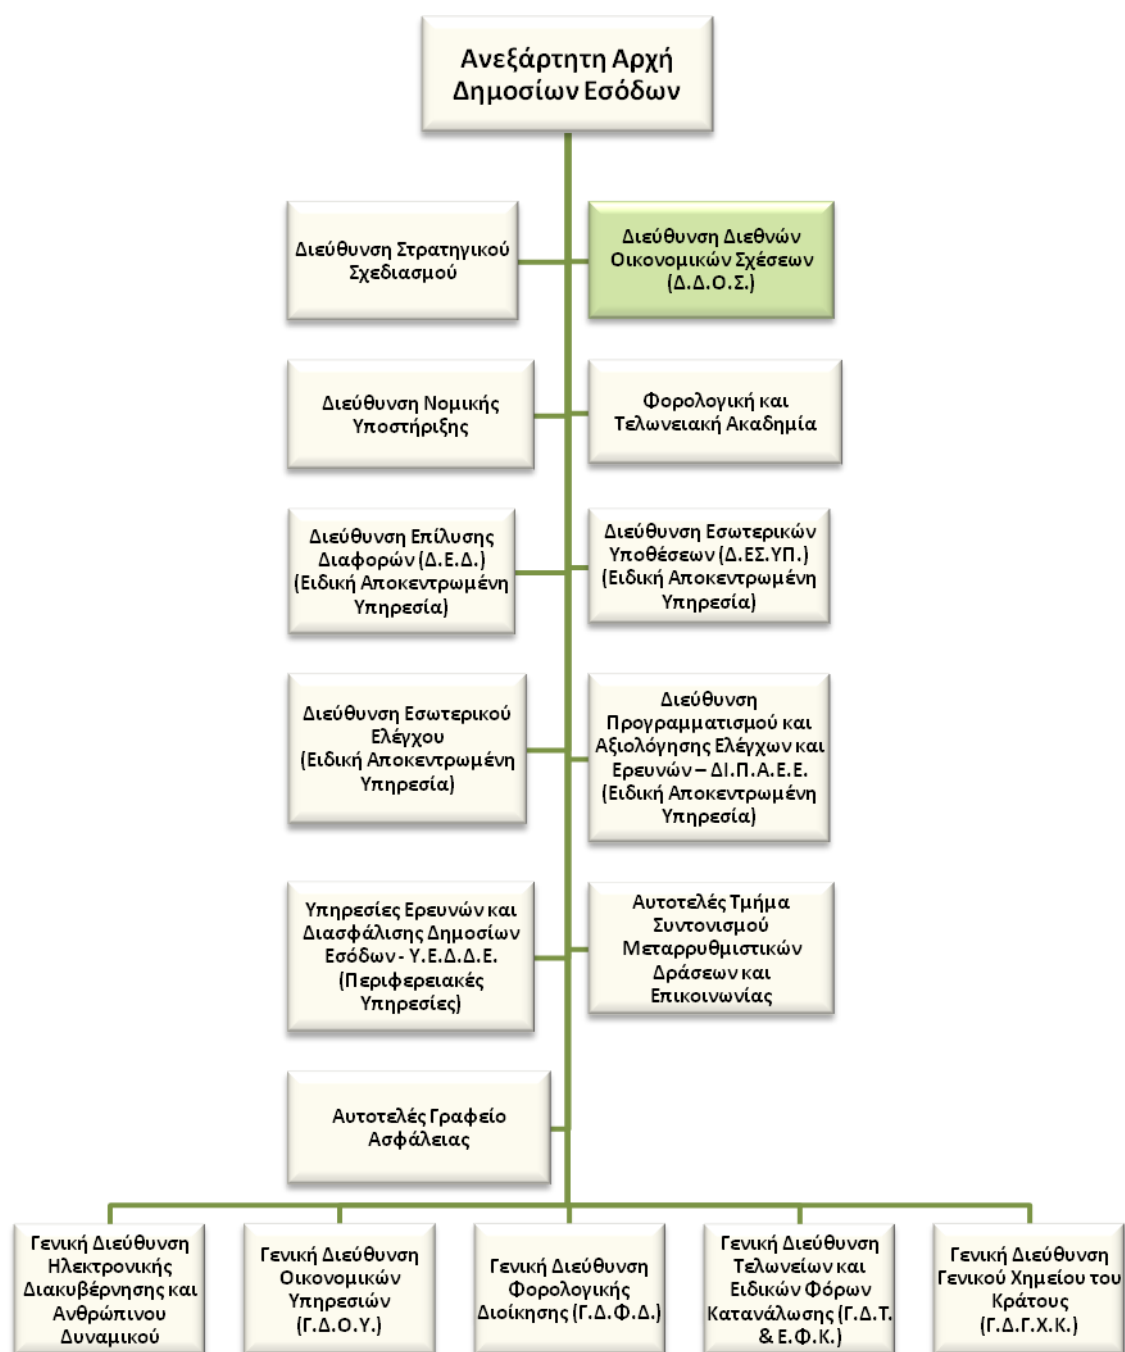 Ανεξάρτητη Αρχή
Δημοσίων Εσόδων
Διεύθυνση Στρατηγικού
Σχεδιασμού
Διεύθυνση Διεθνών
Οικονομικών Σχέσεων
(Δ.Δ.Ο.Σ.)
Διεύθυνση Νομικής
Υποστήριξης
Φορολογική και
Τελωνειακή Ακαδημία
Διεύθυνση Επίλυσης
Διαφορών (Δ.Ε.Δ.)
(Ειδική Αποκεντρωμένη
Υπηρεσία)
Διεύθυνση Εσωτερικών
Υποθέσεων (Δ.ΕΣ.ΥΠ.)
(Ειδική Αποκεντρωμένη
Υπηρεσία)
Διεύθυνση Εσωτερικού
Ελέγχου
(Ειδική Αποκεντρωμένη
Υπηρεσία)
Διεύθυνση
Προγραμματισμού και
Αξιολόγησης Ελέγχων και
Ερευνών – ΔΙ.Π.Α.Ε.Ε.
(Ειδική Αποκεντρωμένη
Υπηρεσία)
Υπηρεσίες Ερευνών και
Διασφάλισης Δημοσίων
Εσόδων - Υ.Ε.Δ.Δ.Ε.
(Περιφερειακές
Υπηρεσίες)
Αυτοτελές Τμήμα
Συντονισμού
Μεταρρυθμιστικών
Δράσεων και
Επικοινωνίας
Αυτοτελές Γραφείο
Ασφάλειας
Γενική Διεύθυνση
Ηλεκτρονικής
Διακυβέρνησης και
Ανθρώπινου
Δυναμικού
Γενική Διεύθυνση
Οικονομικών
Υπηρεσιών
(Γ.Δ.Ο.Υ.)
Γενική Διεύθυνση
Φορολογικής
Διοίκησης (Γ.Δ.Φ.Δ.)
Γενική Διεύθυνση
Τελωνείων και
Ειδικών Φόρων
Κατανάλωσης (Γ.Δ.Τ.
& Ε.Φ.Κ.)
Γενική Διεύθυνση
Γενικού Χημείου του
Κράτους
(Γ.Δ.Γ.Χ.Κ.)